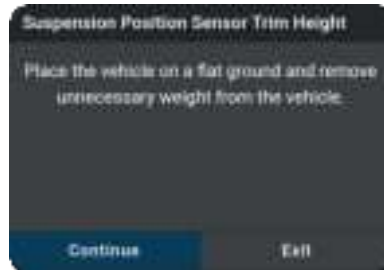 Suspension Position Sensor Trim Height
Place the vehicle on a flat ground and remove
unnecessary weight from the vehicle.
Continue
Exit